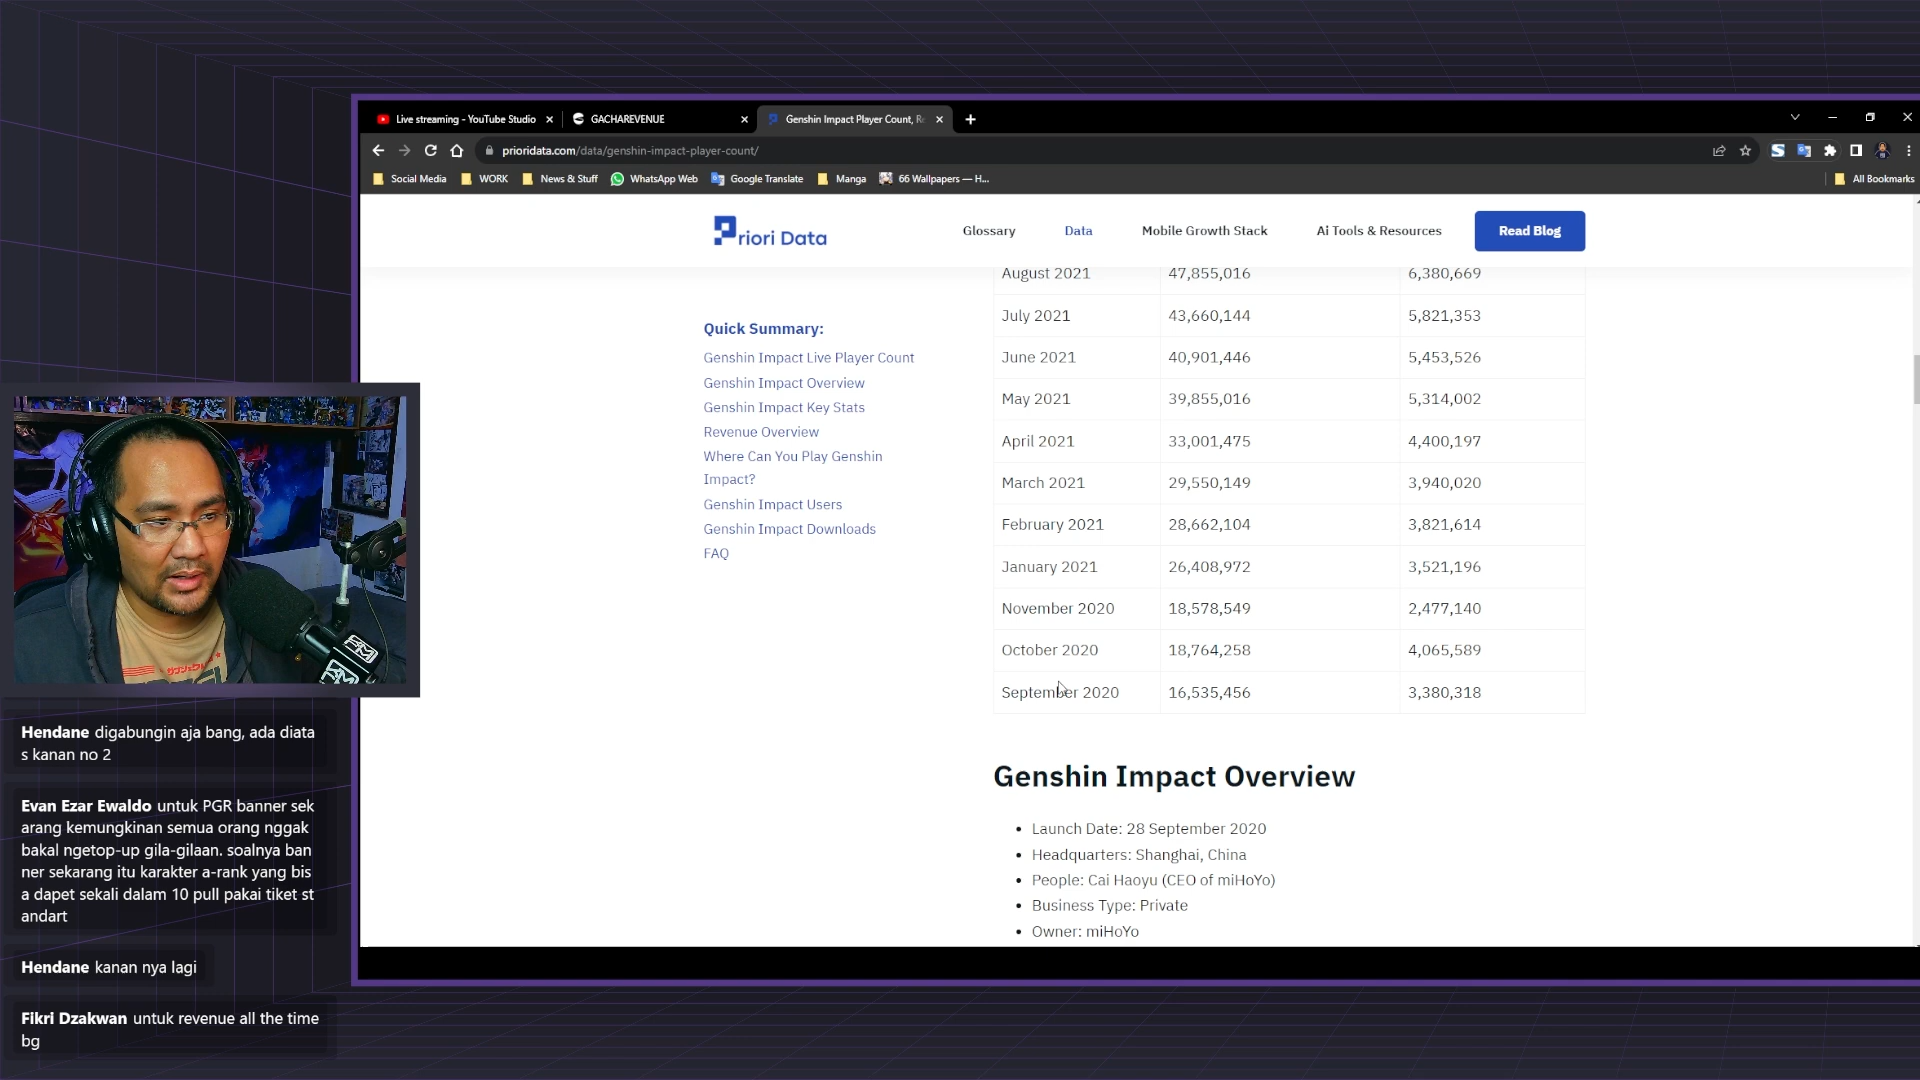 Live streaming - YouTube Studio
GACHAREVENUE
Genshin Impact Player Count, R
prioridata.com/data/genshin-impact-player-count/
Social Media
WORK
News & Stuff
WhatsApp Web
Google Translate
Manga
66 Wallpapers — H...
All Bookmarks
Priori Data
Glossary
Data
Mobile Growth Stack
Ai Tools & Resources
Read Blog
August 2021 47,855,016 6,380,669
July 2021 43,660,144 5,821,353
June 2021 40,901,446 5,453,526
May 2021 39,855,016 5,314,002
April 2021 33,001,475 4,400,197
March 2021 29,550,149 3,940,020
February 2021 28,662,104 3,821,614
January 2021 26,408,972 3,521,196
November 2020 18,578,549 2,477,140
October 2020 18,764,258 4,065,589
September 2020 16,535,456 3,380,318
Quick Summary:
Genshin Impact Live Player Count
Genshin Impact Overview
Genshin Impact Key Stats
Revenue Overview
Where Can You Play Genshin
Impact?
Genshin Impact Users
Genshin Impact Downloads
FAQ
Genshin Impact Overview
Launch Date: 28 September 2020
Headquarters: Shanghai, China
People: Cai Haoyu (CEO of miHoYo)
Business Type: Private
Owner: miHoYo
Hendane digabungin aja bang, ada diata
s kanan no 2
Evan Ezar Ewaldo untuk PGR banner sek
arang kemungkinan semua orang nggak
bakal ngetop-up gila-gilaan. soalnya ban
ner sekarang itu karakter a-rank yang bis
a dapet sekali dalam 10 pull pakai tiket st
andart
Hendane kanan nya lagi
Fikri Dzakwan untuk revenue all the time
bg